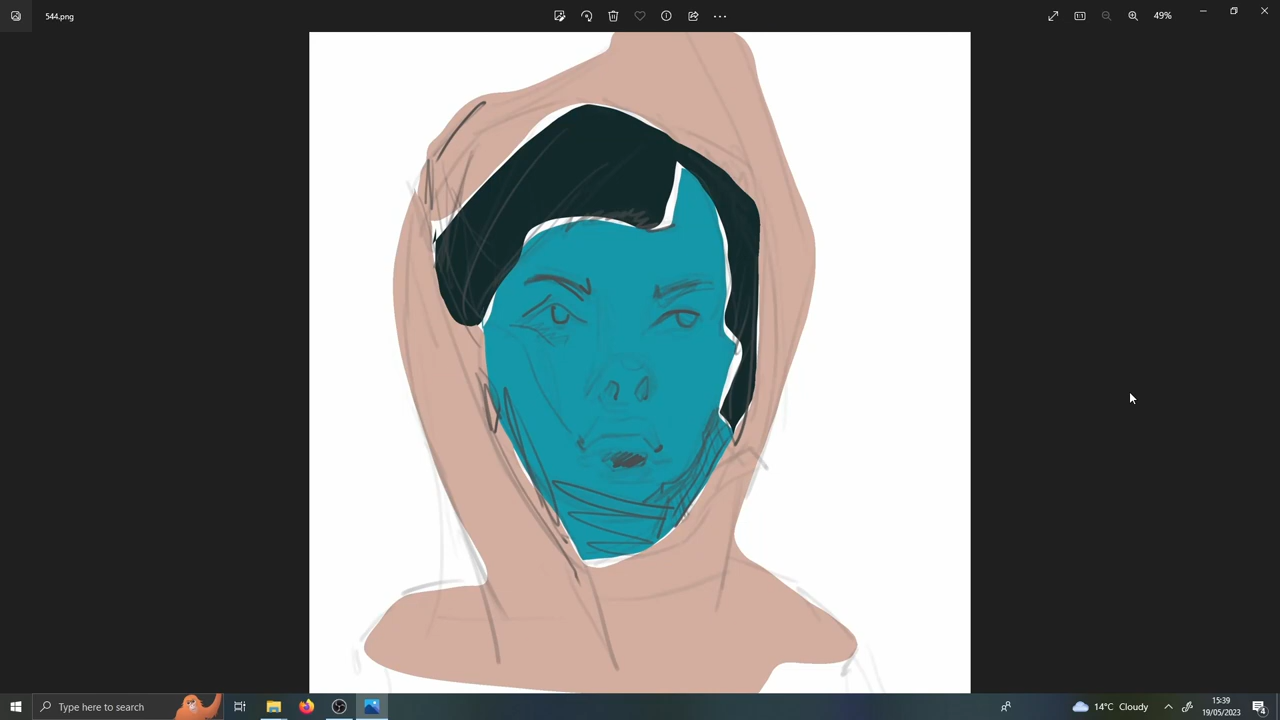 544.png
49%
Type here to search
14°C Cloudy
15:39
19/05/2023